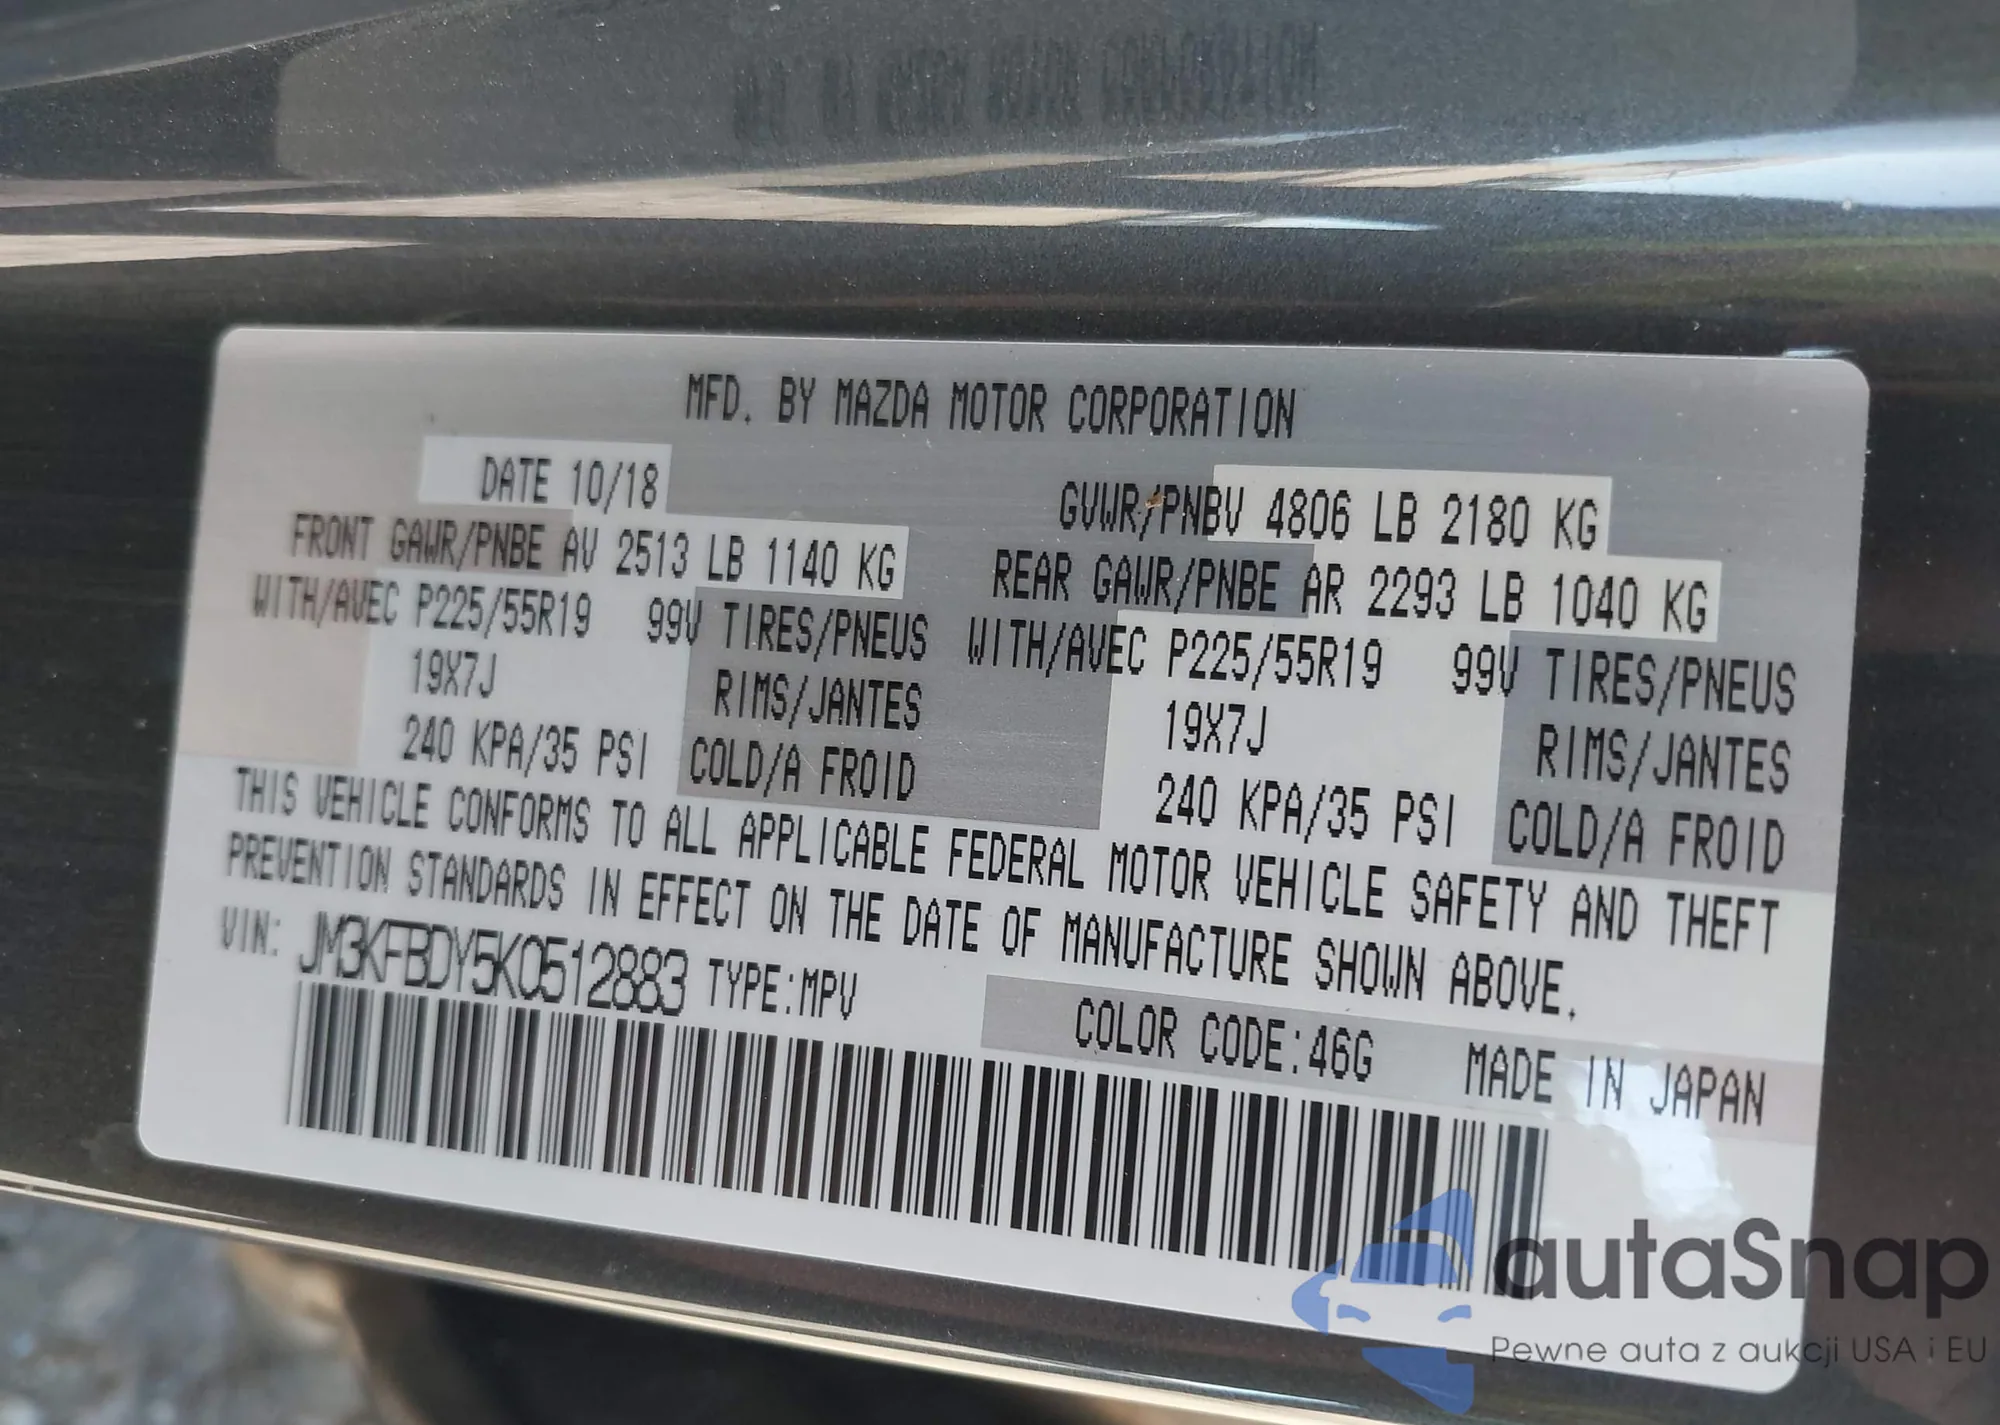 MFD. BY MAZDA MOTOR CORPORATION
DATE 10/18
GVWR/PNBV 4806 LB 2180 KG
FRONT GAWR/PNBE AV 2513 LB 1140 KG
REAR GAWR/PNBE AR 2293 LB 1040 KG
WITH/AVEC P225/55R19 99V TIRES/PNEUS
WITH/AVEC P225/55R19 99V TIRES/PNEUS
19X7J RIMS/JANTES
19X7J RIMS/JANTES
240 KPA/35 PSI COLD/A FROID
240 KPA/35 PSI COLD/A FROID
THIS VEHICLE CONFORMS TO ALL APPLICABLE FEDERAL MOTOR VEHICLE SAFETY AND THEFT
PREVENTION STANDARDS IN EFFECT ON THE DATE OF MANUFACTURE SHOWN ABOVE.
VIN: JM3KFBDY5K0512883 TYPE:MPV
COLOR CODE:46G MADE IN JAPAN
autaSnap
Pewne auta z aukcji USA i EU